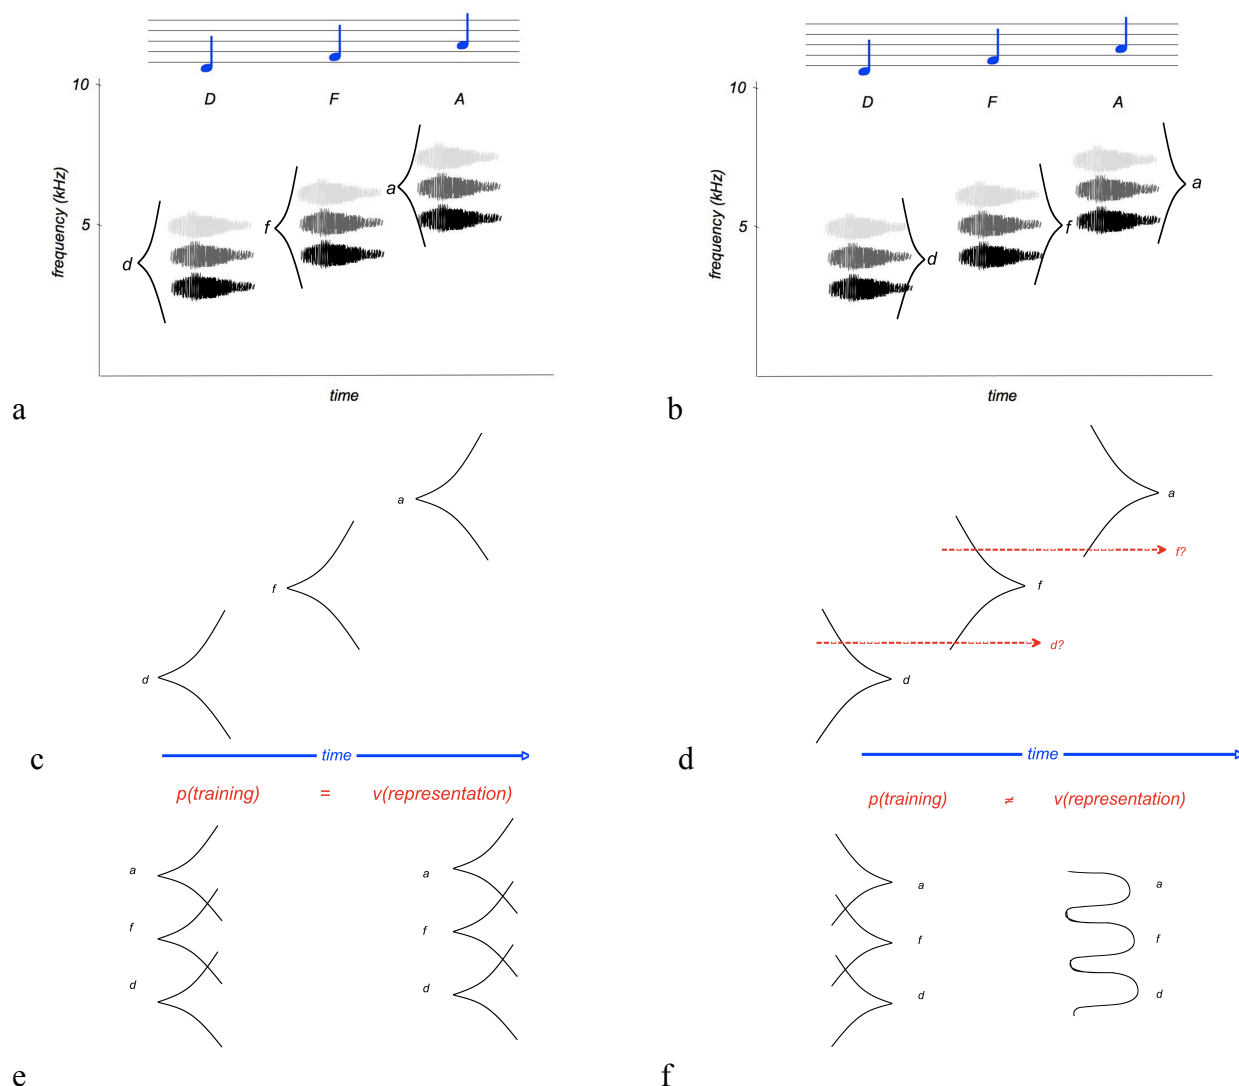 10
D F A
a
f
5
d
frequency (kHz)
time
a
10
D F A
a
f
5
d
frequency (kHz)
time
b
a
f
d
time
c
a
f?
f
d?
d
time
d
p(training) = v(representation)
a a
f f
d d
e
p(training) ≠ v(representation)
a a
f f
d d
f